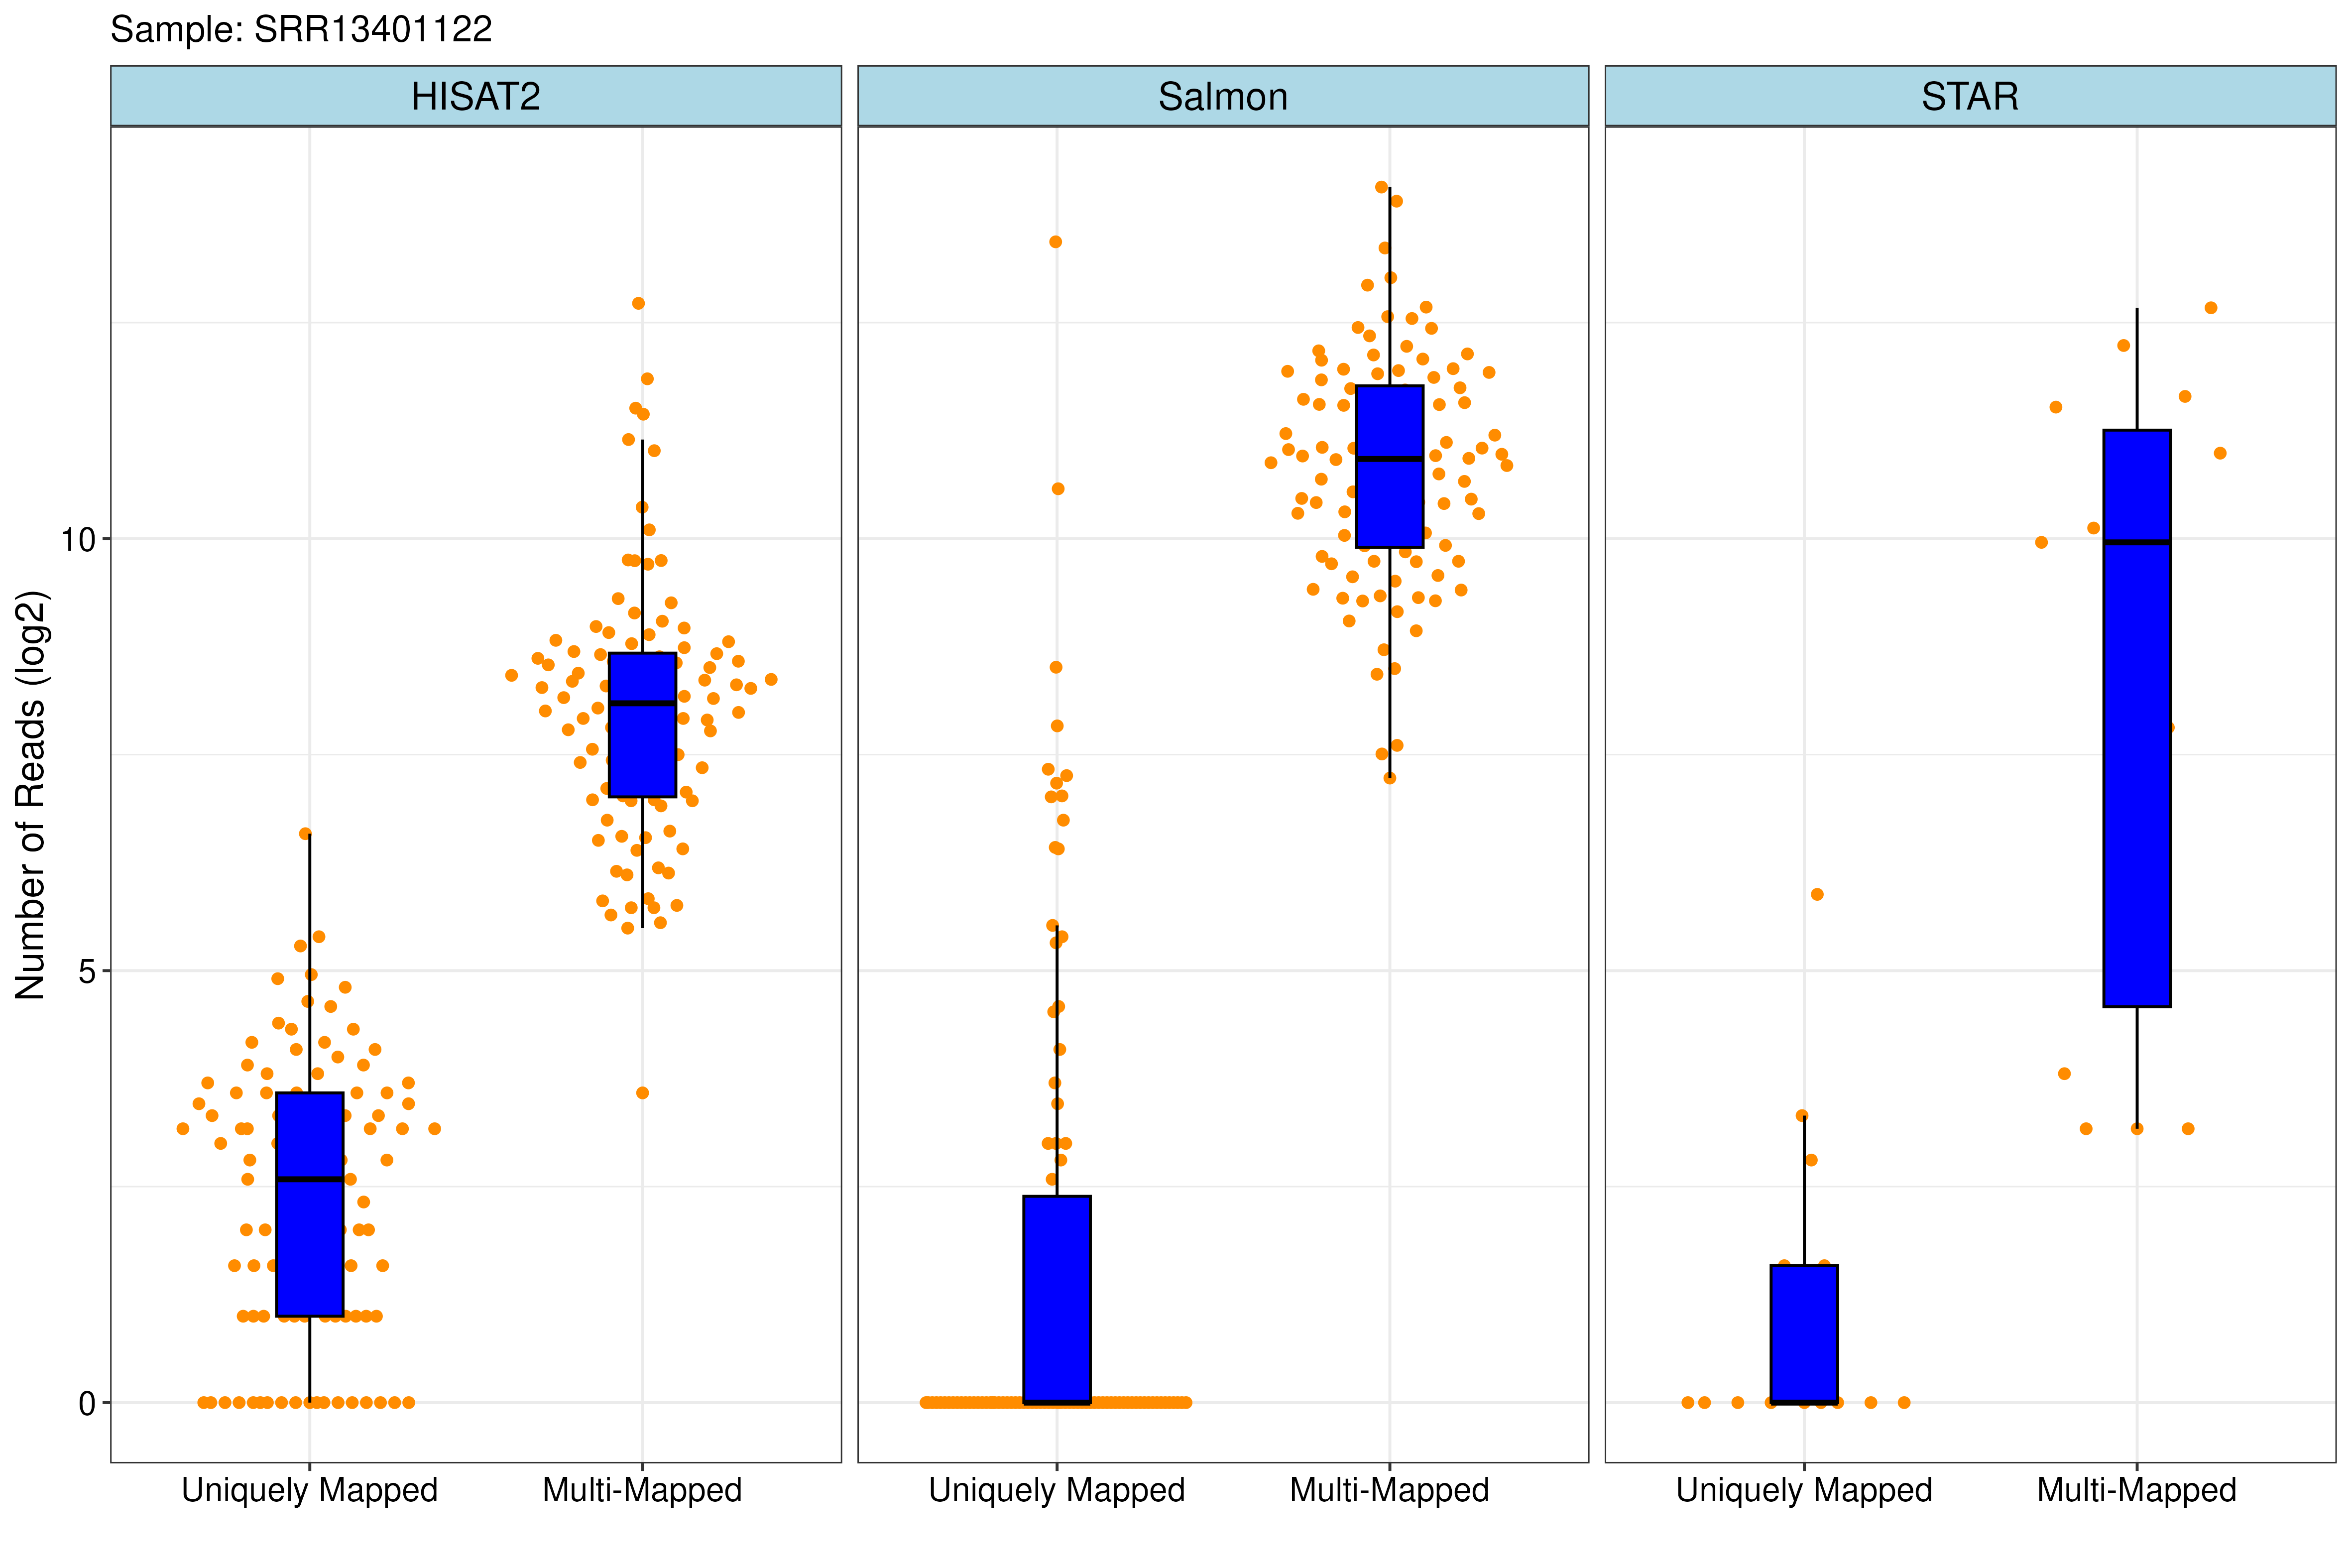 Sample: SRR13401122
HISAT2 Salmon STAR
Number of Reads (log2)
10
5
0
Uniquely Mapped Multi-Mapped Uniquely Mapped Multi-Mapped Uniquely Mapped Multi-Mapped